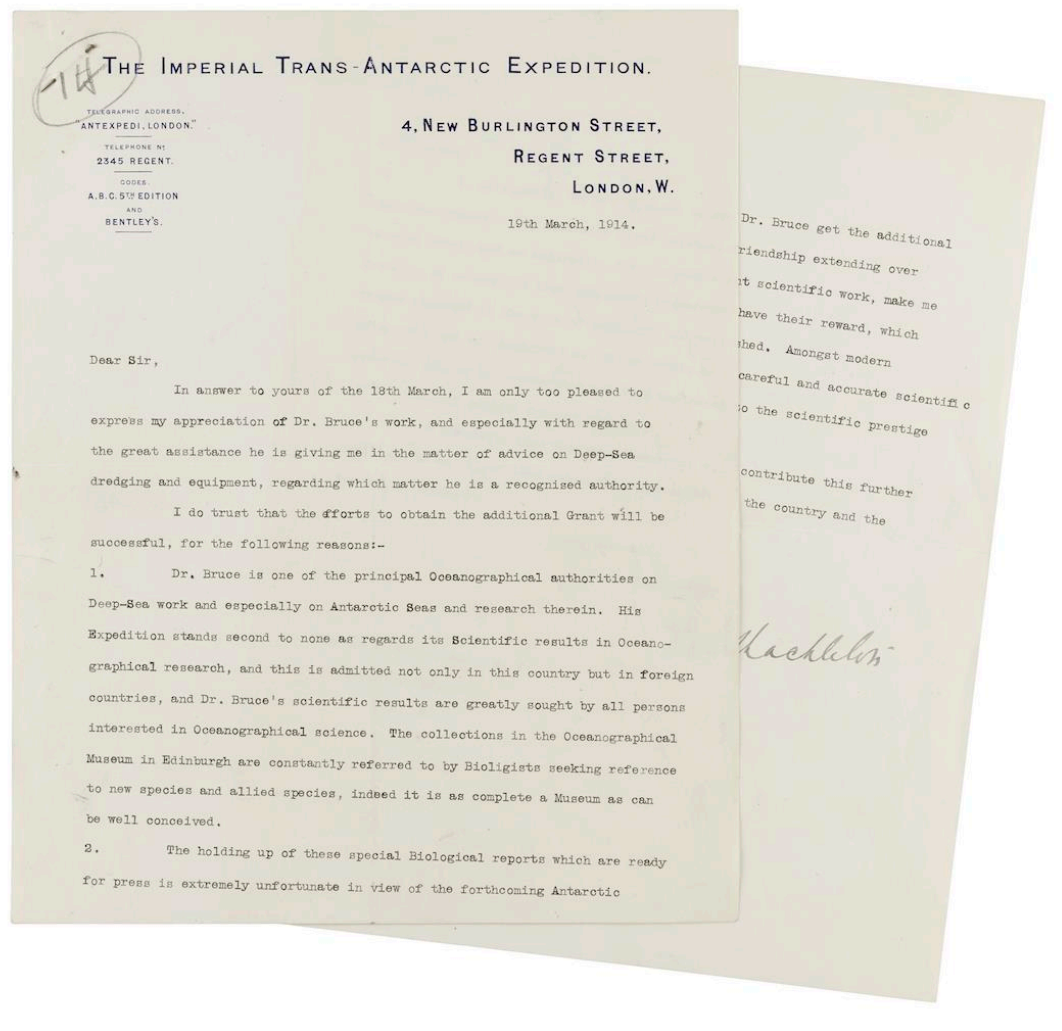 THE IMPERIAL TRANS-ANTARCTIC EXPEDITION.
TELEGRAPHIC ADDRESS,
"ANTEXPEDI, LONDON."
TELEPHONE Nº
2345 REGENT.
CODES.
A.B.C. 5TH EDITION
AND
BENTLEY'S.
4, NEW BURLINGTON STREET,
REGENT STREET,
LONDON, W.
19th March, 1914.
Dear Sir,
In answer to yours of the 18th March, I am only too pleased to
express my appreciation of Dr. Bruce's work, and especially with regard to
the great assistance he is giving me in the matter of advice on Deep-Sea
dredging and equipment, regarding which matter he is a recognised authority.
I do trust that the efforts to obtain the additional Grant will be
successful, for the following reasons:-
1. Dr. Bruce is one of the principal Oceanographical authorities on
Deep-Sea work and especially on Antarctic Seas and research therein. His
Expedition stands second to none as regards its Scientific results in Oceano-
graphical research, and this is admitted not only in this country but in foreign
countries, and Dr. Bruce's scientific results are greatly sought by all persons
interested in Oceanographical science. The collections in the Oceanographical
Museum in Edinburgh are constantly referred to by Bioligists seeking reference
to new species and allied species, indeed it is as complete a Museum as can
be well conceived.
2. The holding up of these special Biological reports which are ready
for press is extremely unfortunate in view of the forthcoming Antarctic
Dr. Bruce get the additional
riendship extending over
nt scientific work, make me
have their reward, which
hed. Amongst modern
careful and accurate scientific
o the scientific prestige
contribute this further
the country and the
hackleton